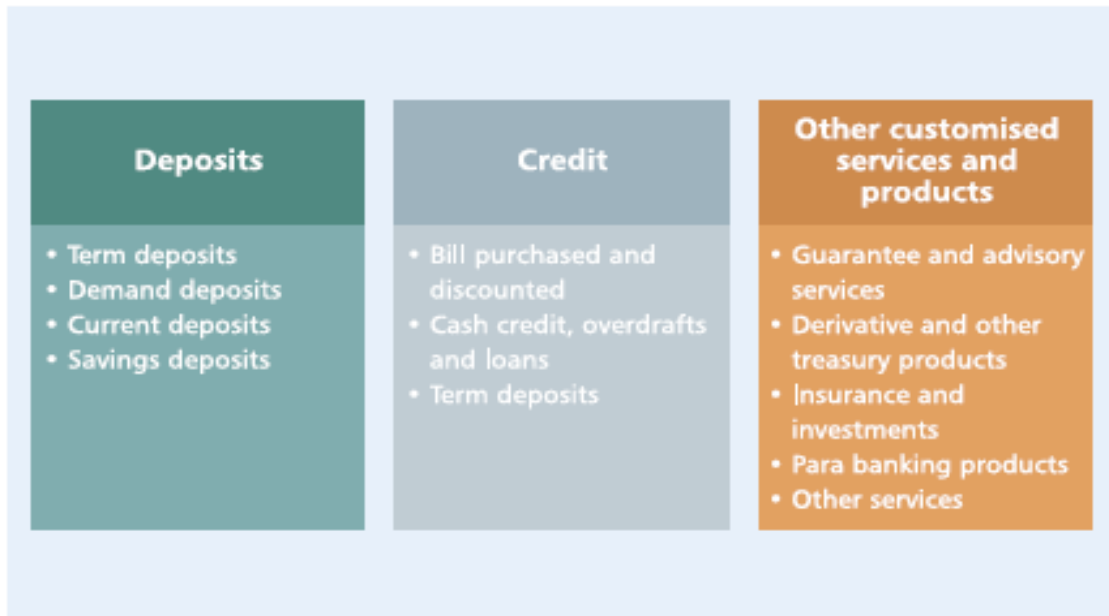 Deposits
• Term deposits
• Demand deposits
• Current deposits
• Savings deposits
Credit
• Bill purchased and
discounted
• Cash credit, overdrafts
and loans
• Term deposits
Other customised
services and
products
• Guarantee and advisory
services
• Derivative and other
treasury products
• Insurance and
investments
• Para banking products
• Other services